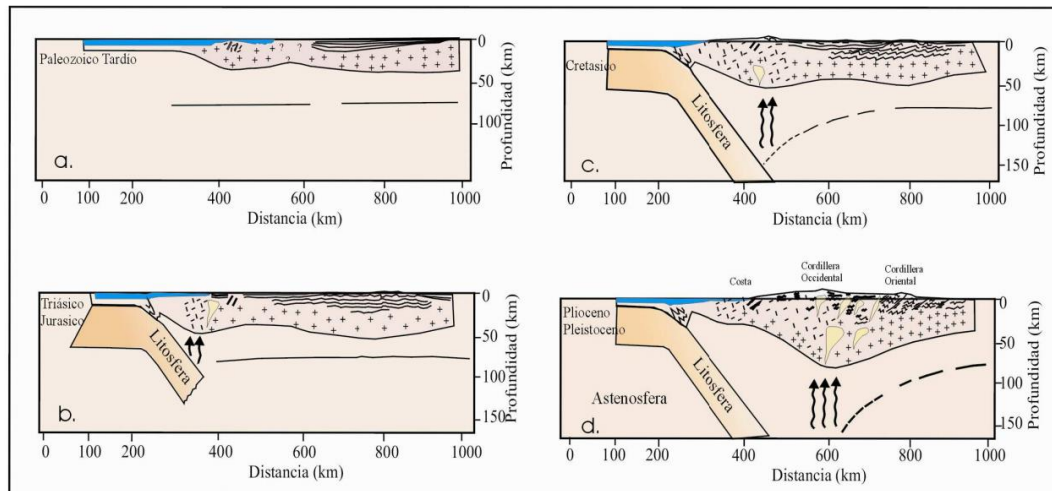 Paleozoico Tardio
a.
0
50
100
Profundidad (km)
0
100
200
400
600
800
1000
Distancia (km)
Triásico
Jurasico
Litosfera
b.
0
50
100
150
Profundidad (km)
0
100
200
400
600
800
1000
Distancia (km)
Cretasico
Litosfera
c.
0
50
100
150
Profundidad (km)
0
100
200
400
600
800
1000
Distancia (km)
Costa
Cordillera
Occidental
Cordillera
Oriental
Plioceno
Pleistoceno
Astenosfera
Litosfera
d.
0
50
100
150
Profundidad (km)
0
100
200
400
600
800
1000
Distancia (km)